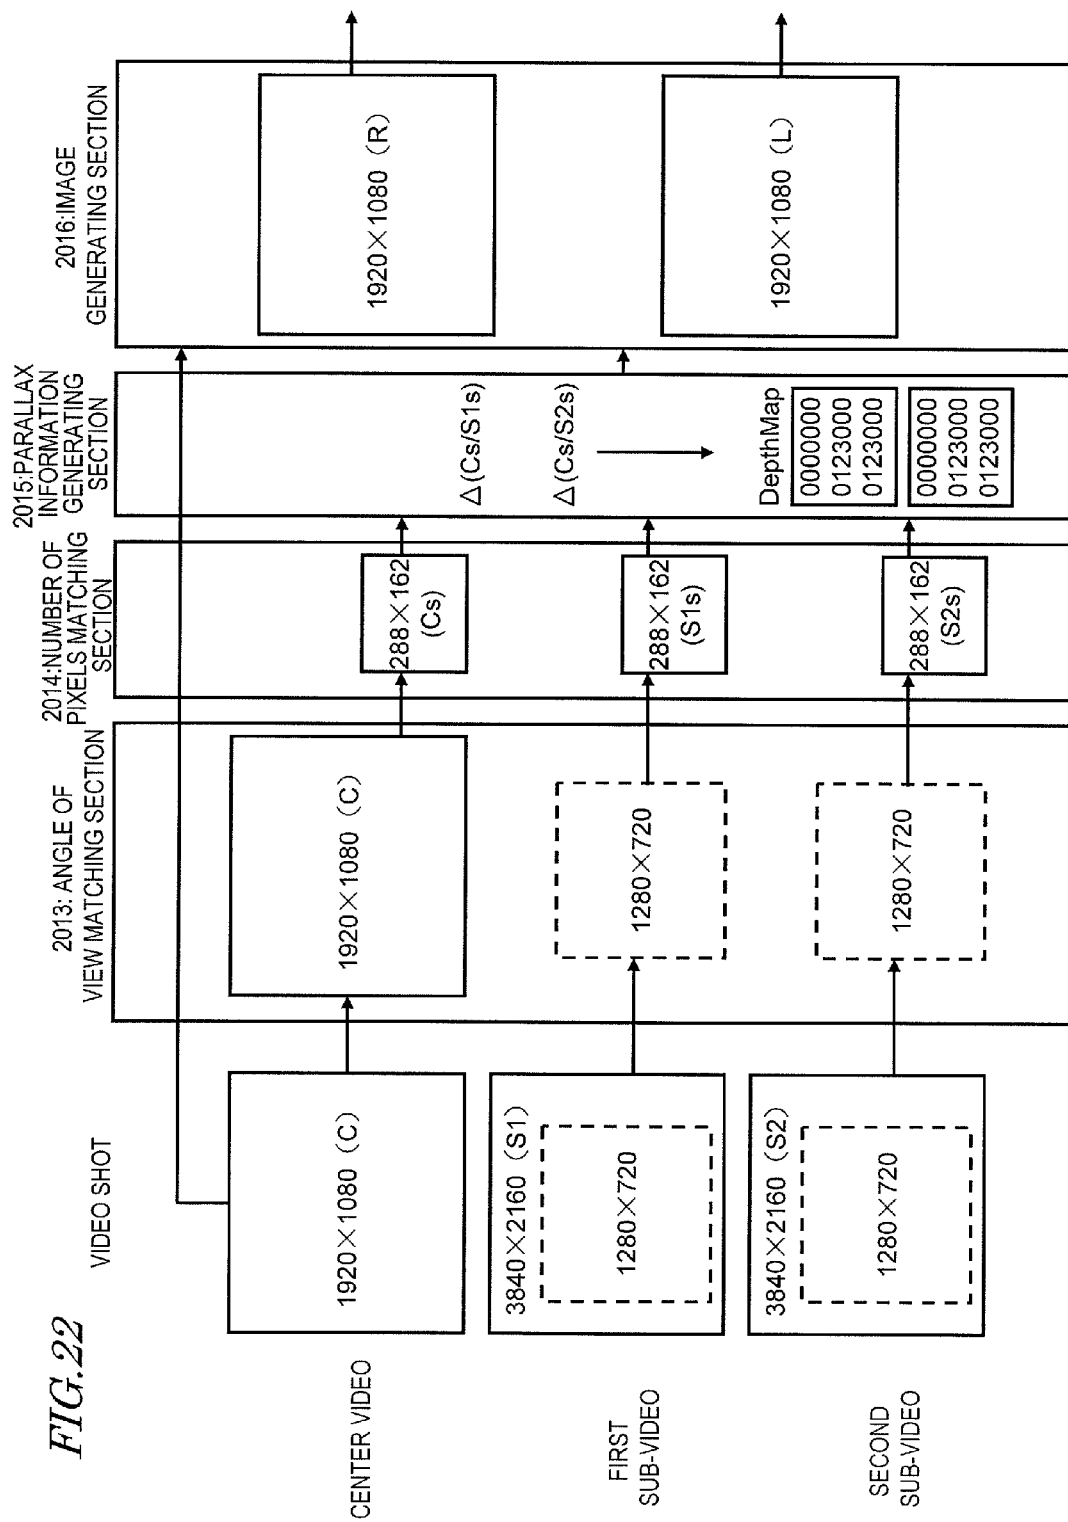 FIG.22
VIDEO SHOT
2013: ANGLE OF
VIEW MATCHING SECTION
2014:NUMBER OF
PIXELS MATCHING
SECTION
2015:PARALLAX
INFORMATION
GENERATING
SECTION
2016:IMAGE
GENERATING SECTION
CENTER VIDEO
1920×1080 (C)
1920×1080 (C)
288×162
(Cs)
Δ(Cs/S1s)
Δ(Cs/S2s)
1920×1080 (R)
FIRST
SUB-VIDEO
3840×2160 (S1)
1280×720
1280×720
288×162
(S1s)
DepthMap
0000000
0123000
0123000
1920×1080 (L)
SECOND
SUB-VIDEO
3840×2160 (S2)
1280×720
1280×720
288×162
(S2s)
0000000
0123000
0123000